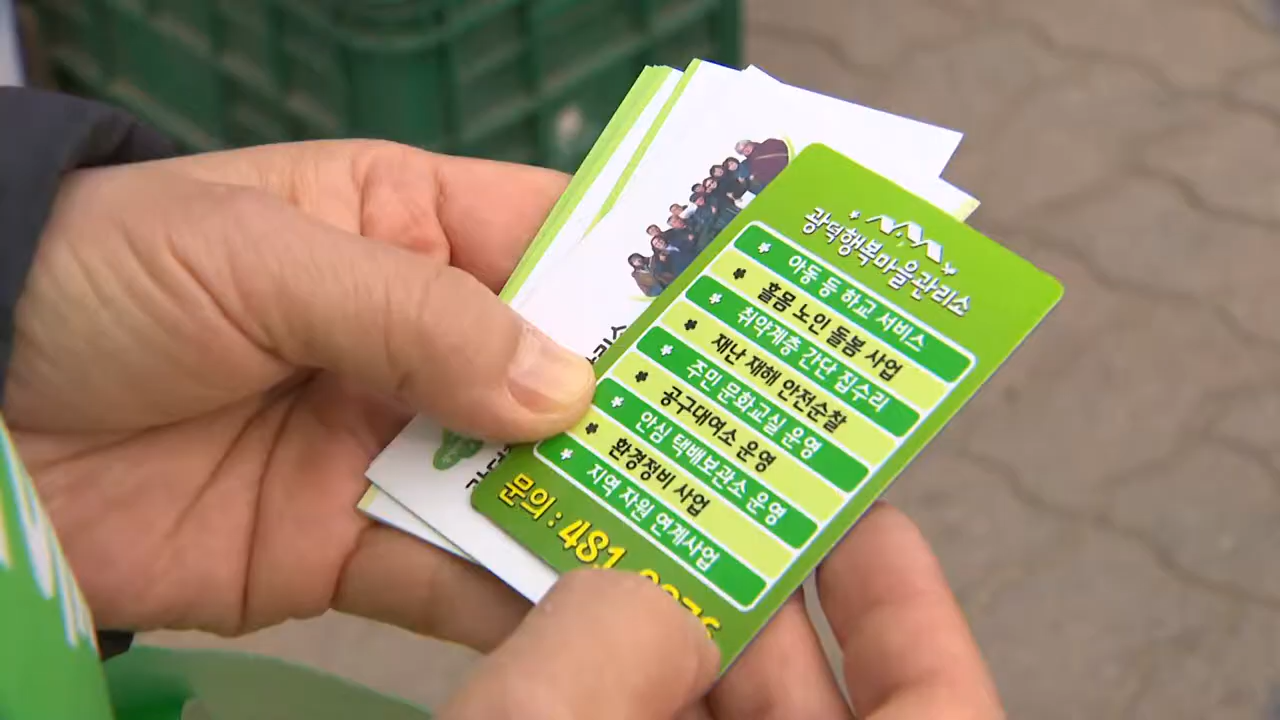 광덕행복마을관리소
아동 등 하교 서비스
홀몸 노인 돌봄 사업
취약계층 간단 집수리
재난 재해 안전순찰
주민 문화교실 운영
공구대여소 운영
안심 택배보관소 운영
환경정비 사업
지역 자원 연계사업
문의 : 481